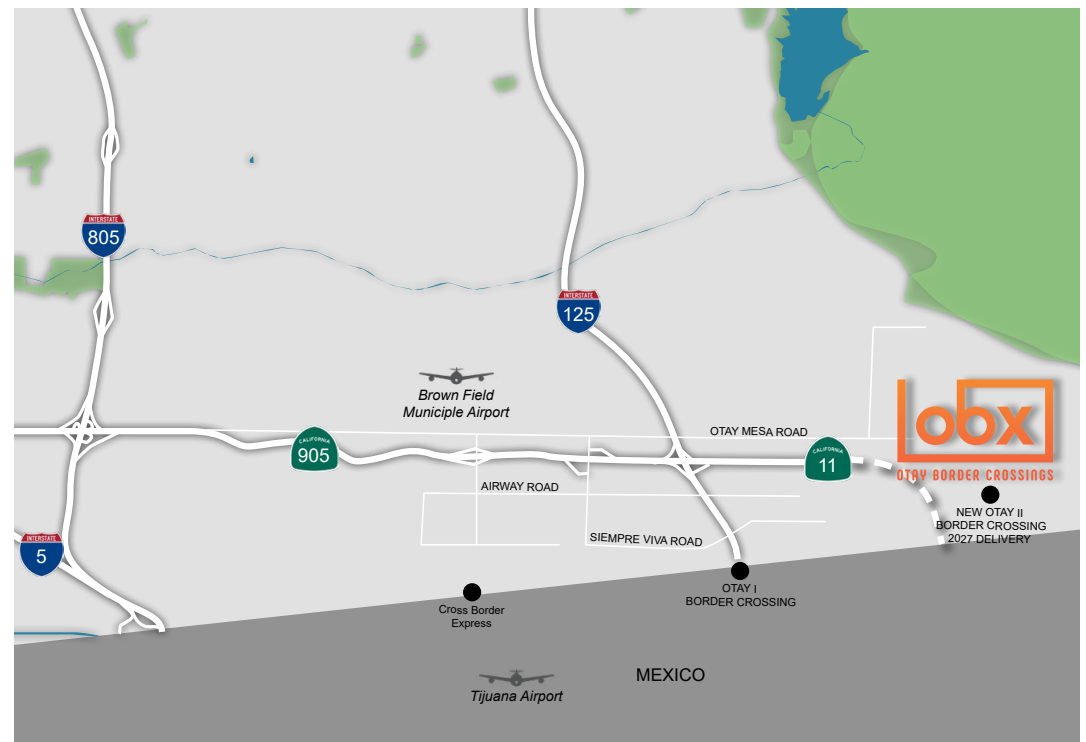 INTERSTATE
805
INTERSTATE
125
Brown Field
Municiple Airport
OTAY MESA ROAD
CALIFORNIA
905
CALIFORNIA
11
obx
OTAY BORDER CROSSINGS
AIRWAY ROAD
NEW OTAY II
BORDER CROSSING
2027 DELIVERY
SIEMPRE VIVA ROAD
INTERSTATE
5
OTAY I
BORDER CROSSING
Cross Border
Express
MEXICO
Tijuana Airport